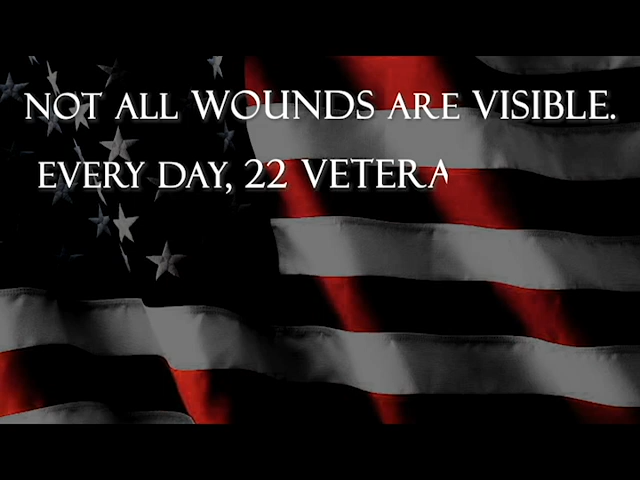 NOT ALL WOUNDS ARE VISIBLE.
EVERY DAY, 22 VETERA